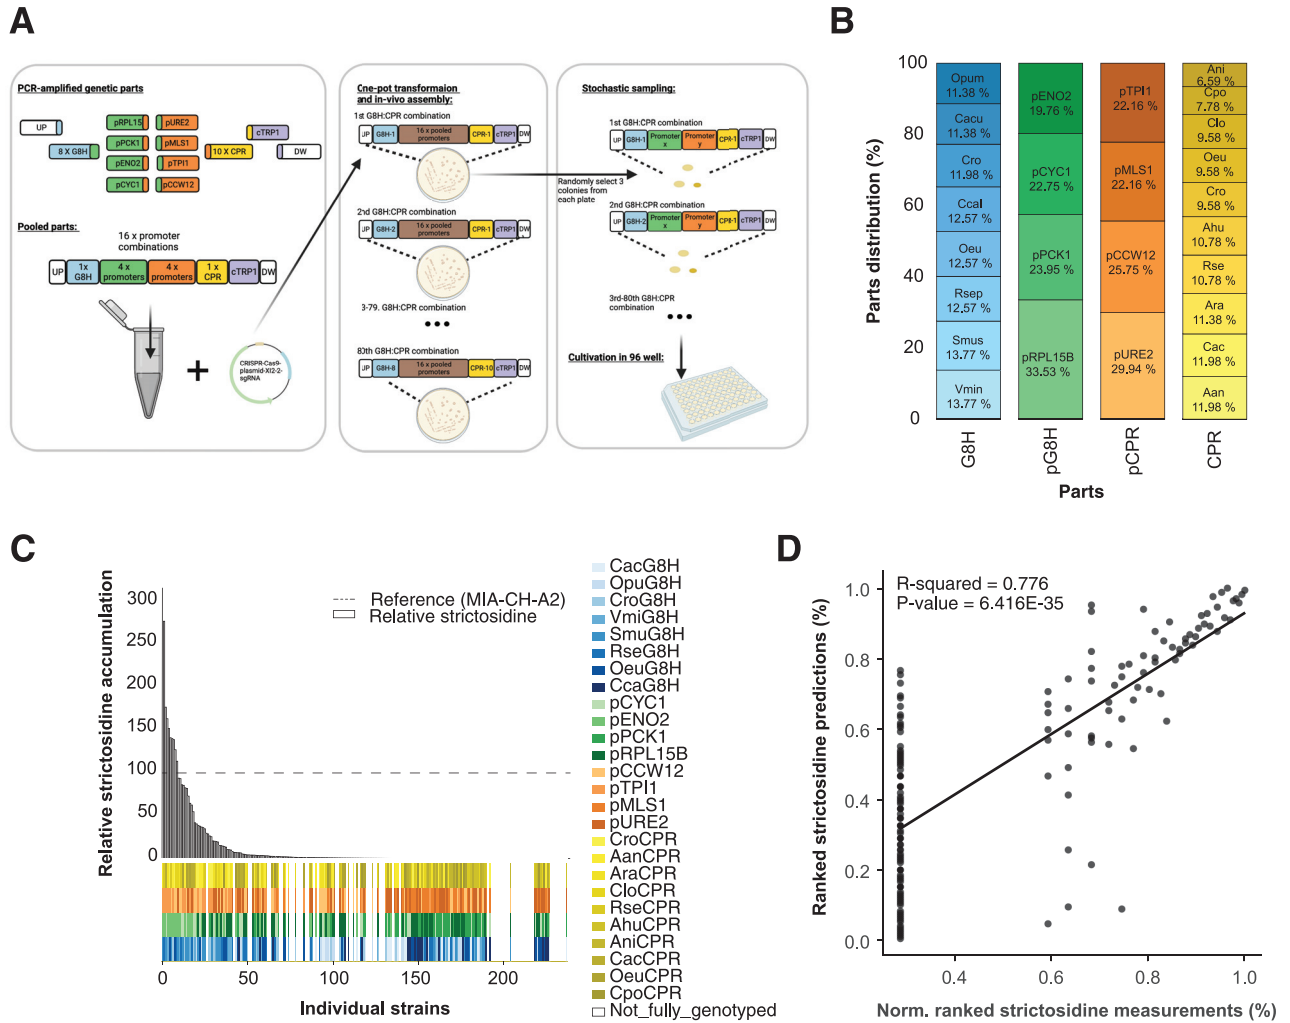 A
PCR-amplified genetic parts
UP
8 X G8H
pRPL15
pPCK1
pENO2
pCYC1
pURE2
pMLS1
pTPI1
pCCW12
10 X CPR
cTRP1
DW
Pooled parts:
16 x promoter
combinations
UP
1x
G8H
4 x
promoters
4 x
promoters
1 x
CPR
cTRP1
DW
+
CRISPR-Cas9-
plasmid-XI2-2-
sgRNA
One-pot transformaion
and in-vivo assembly:
1st G8H:CPR combination
UP
G8H-1
16 x pooled
promoters
CPR-1
cTRP1
DW
2nd G8H:CPR combination
UP
G8H-2
16 x pooled
promoters
CPR-1
cTRP1
DW
3-79. G8H:CPR combination
80th G8H:CPR combination
UP
G8H-8
16 x pooled
promoters
CPR-10
cTRP1
DW
Stochastic sampling:
1st G8H:CPR combination
UP
G8H-1
Promoter
x
Promoter
y
CPR-1
cTRP1
DW
Randomly select 3
colonies from
each plate
2nd G8H:CPR combination
UP
G8H-2
Promoter
x
Promoter
y
CPR-1
cTRP1
DW
3rd-80th G8H:CPR
combination
Cultivation in 96 well:
B
Parts distribution (%)
100
80
60
40
20
0
Opum
11.38 %
Cacu
11.38 %
Cro
11.98 %
Ccal
12.57 %
Oeu
12.57 %
Rsep
12.57 %
Smus
13.77 %
Vmin
13.77 %
pENO2
19.76 %
pCYC1
22.75 %
pPCK1
23.95 %
pRPL15B
33.53 %
pTPI1
22.16 %
pMLS1
22.16 %
pCCW12
25.75 %
pURE2
29.94 %
Ani
6.59 %
Cpo
7.78 %
Clo
9.58 %
Oeu
9.58 %
Cro
9.58 %
Ahu
10.78 %
Rse
10.78 %
Ara
11.38 %
Cac
11.98 %
Aan
11.98 %
G8H
pG8H
pCPR
CPR
Parts
C
Relative strictosidine accumulation
300
250
200
150
100
50
0
Reference (MIA-CH-A2)
Relative strictosidine
0
50
100
150
200
Individual strains
CacG8H
OpuG8H
CroG8H
VmiG8H
SmuG8H
RseG8H
OeuG8H
CcaG8H
pCYC1
pENO2
pPCK1
pRPL15B
pCCW12
pTPI1
pMLS1
pURE2
CroCPR
AanCPR
AraCPR
CloCPR
RseCPR
AhuCPR
AniCPR
CacCPR
OeuCPR
CpoCPR
Not_fully_genotyped
D
R-squared = 0.776
P-value = 6.416E-35
Ranked strictosidine predictions (%)
1.0
0.8
0.6
0.4
0.2
0.0
0.4
0.6
0.8
1.0
Norm. ranked strictosidine measurements (%)